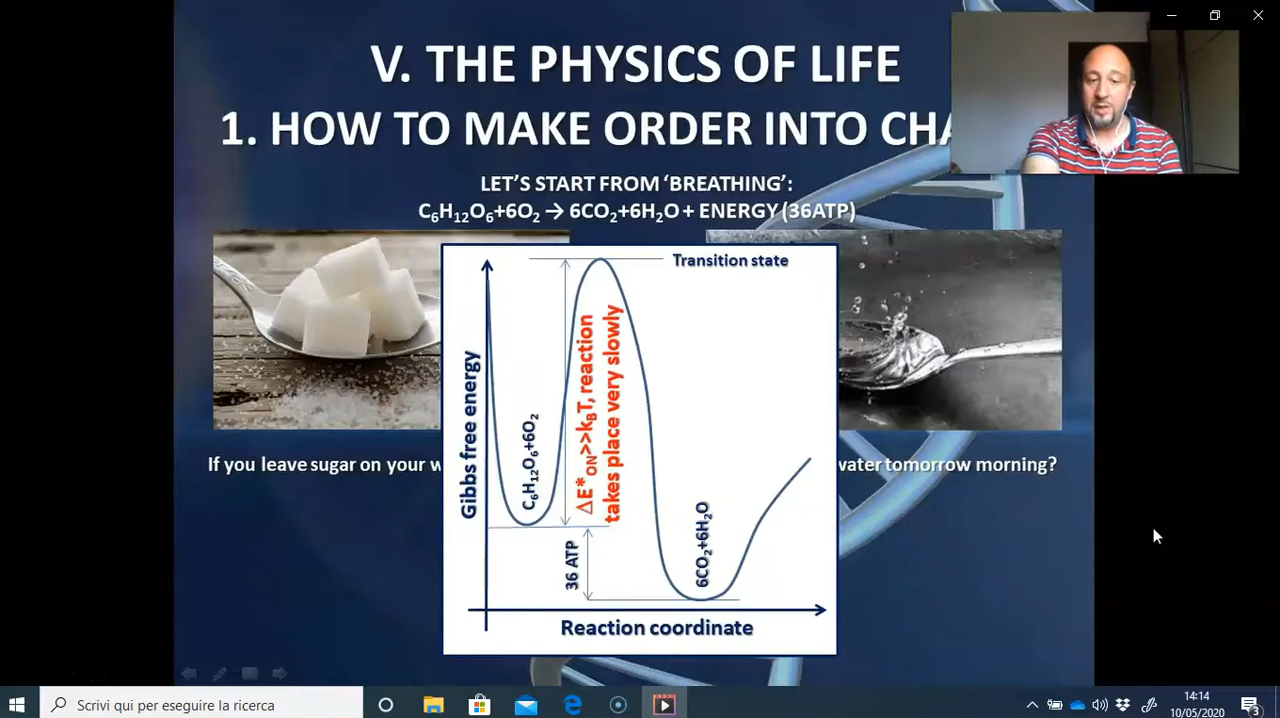 V. THE PHYSICS OF LIFE
1. HOW TO MAKE ORDER INTO
LET'S START FROM ‘BREATHING’:
C₆H₁₂O₆+6O₂ → 6CO₂+6H₂O + ENERGY (36ATP)
Transition state
Gibbs free energy
C₆H₁₂O₆+6O₂
ΔE*ON>>kBT, reaction
takes place very slowly
36 ATP
6CO₂+6H₂O
Reaction coordinate
If you leave sugar on your
water tomorrow morning?
Scrivi qui per eseguire la ricerca
14:14
10/05/2020
3